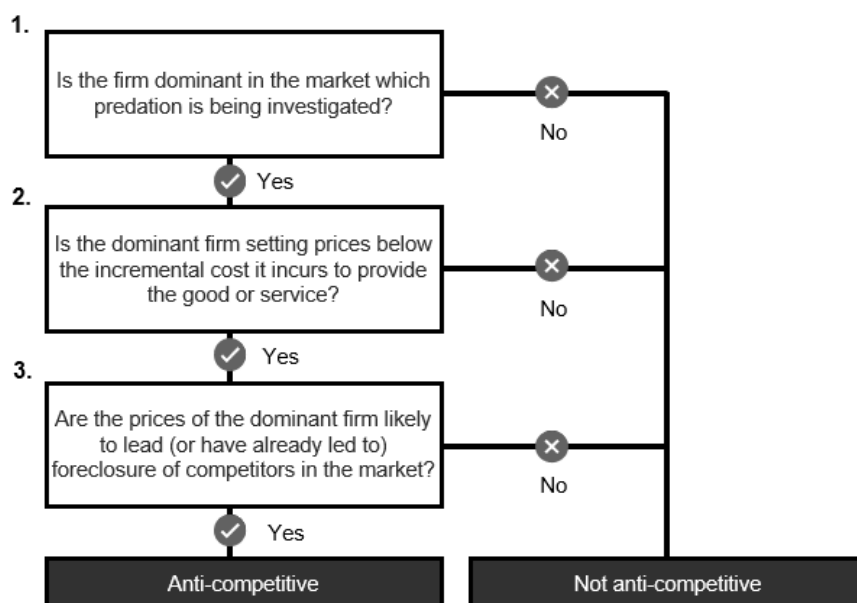 1.
Is the firm dominant in the market which
predation is being investigated?
No
Yes
2.
Is the dominant firm setting prices below
the incremental cost it incurs to provide
the good or service?
No
Yes
3.
Are the prices of the dominant firm likely
to lead (or have already led to)
foreclosure of competitors in the market?
No
Yes
Anti-competitive
Not anti-competitive